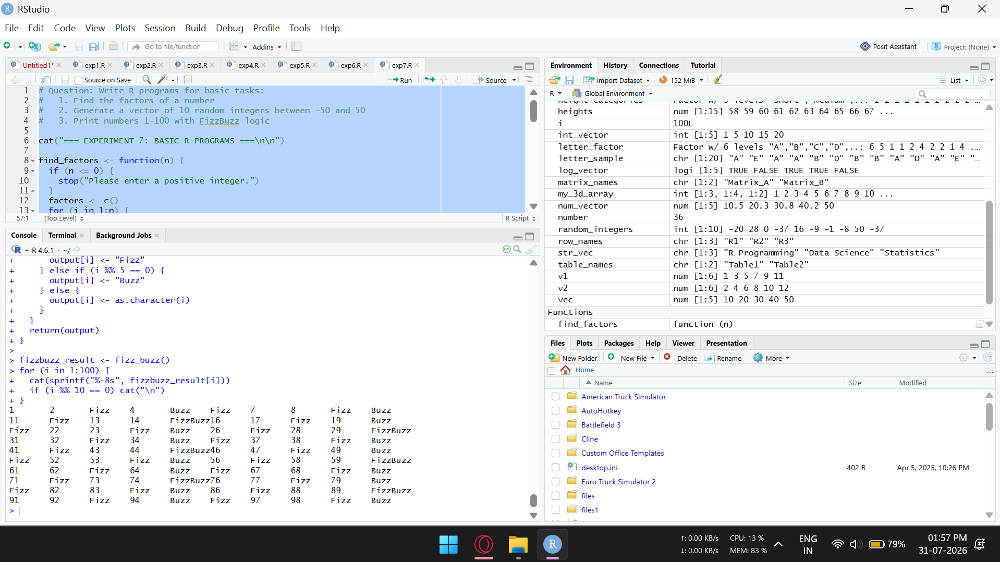 RStudio
File Edit Code View Plots Session Build Debug Profile Tools Help
Go to file/function Addins Posit Assistant Project: (None)
Untitled1* exp1.R exp2.R exp3.R exp4.R exp5.R exp6.R exp7.R
Source on Save Run Source
1 # Question: Write R programs for basic tasks:
2 #   1. Find the factors of a number
3 #   2. Generate a vector of 10 random integers between -50 and 50
4 #   3. Print numbers 1-100 with FizzBuzz logic
5
6 cat("=== EXPERIMENT 7: BASIC R PROGRAMS ===\n\n")
7
8 find_factors <- function(n) {
9   if (n <= 0) {
10     stop("Please enter a positive integer.")
11   }
12   factors <- c()
13   for (i in 1:n) {
57:1 (Top Level) R Script
Console Terminal Background Jobs
R 4.6.1 · ~/
+       output[i] <- "Fizz"
+     } else if (i %% 5 == 0) {
+       output[i] <- "Buzz"
+     } else {
+       output[i] <- as.character(i)
+     }
+   }
+   return(output)
+ }
>
> fizzbuzz_result <- fizz_buzz()
> for (i in 1:100) {
+   cat(sprintf("%-8s", fizzbuzz_result[i]))
+   if (i %% 10 == 0) cat("\n")
+ }
1       2       Fizz    4       Buzz    Fizz    7       8       Fizz    Buzz
11      Fizz    13      14      FizzBuzz16      17      Fizz    19      Buzz
Fizz    22      23      Fizz    Buzz    26      Fizz    28      29      FizzBuzz
31      32      Fizz    34      Buzz    Fizz    37      38      Fizz    Buzz
41      Fizz    43      44      FizzBuzz46      47      Fizz    49      Buzz
Fizz    52      53      Fizz    Buzz    56      Fizz    58      59      FizzBuzz
61      62      Fizz    64      Buzz    Fizz    67      68      Fizz    Buzz
71      Fizz    73      74      FizzBuzz76      77      Fizz    79      Buzz
Fizz    82      83      Fizz    Buzz    86      Fizz    88      89      FizzBuzz
91      92      Fizz    94      Buzz    Fizz    97      98      Fizz    Buzz
>
Environment History Connections Tutorial
Import Dataset 152 MiB List
R Global Environment
heights num [1:15] 58 59 60 61 62 63 64 65 66 67 ...
i 100L
int_vector int [1:5] 1 5 10 15 20
letter_factor Factor w/ 6 levels "A","B","C","D",..: 6 5 1 1 2 4 2 2 1 4 ...
letter_sample chr [1:20] "A" "E" "A" "A" "B" "D" "B" "B" "A" "D" "A" "E" "...
log_vector logi [1:5] TRUE FALSE TRUE TRUE FALSE
matrix_names chr [1:2] "Matrix_A" "Matrix_B"
my_3d_array int [1:3, 1:4, 1:2] 1 2 3 4 5 6 7 8 9 10 ...
num_vector num [1:5] 10.5 20.3 30.8 40.2 50
number 36
random_integers int [1:10] -20 28 0 -37 16 -9 -1 -8 50 -37
row_names chr [1:3] "R1" "R2" "R3"
str_vec chr [1:3] "R Programming" "Data Science" "Statistics"
table_names chr [1:2] "Table1" "Table2"
v1 num [1:6] 1 3 5 7 9 11
v2 num [1:6] 2 4 6 8 10 12
vec num [1:5] 10 20 30 40 50
Functions
find_factors function (n)
Files Plots Packages Help Viewer Presentation
New Folder New File Delete Rename More
Home ...
Name Size Modified
American Truck Simulator
AutoHotkey
Battlefield 3
Cline
Custom Office Templates
desktop.ini 402 B Apr 5, 2025, 10:26 PM
Euro Truck Simulator 2
files
files1
↑: 0.00 KB/s CPU: 13 % ENG 79% 01:57 PM
↓: 0.00 KB/s MEM: 83 % IN 31-07-2026